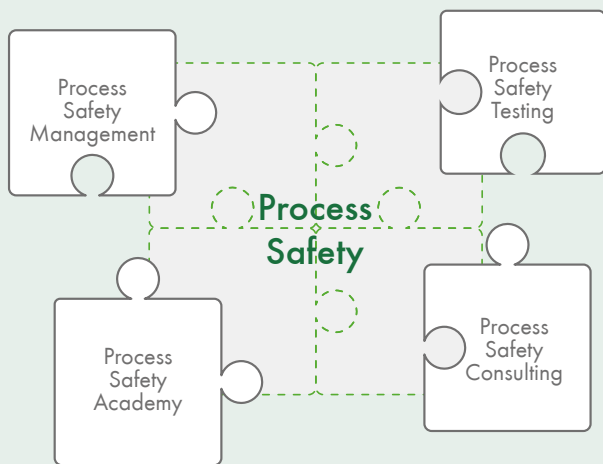 Process
Safety
Management
Process
Safety
Testing
Process
Safety
Process
Safety
Academy
Process
Safety
Consulting